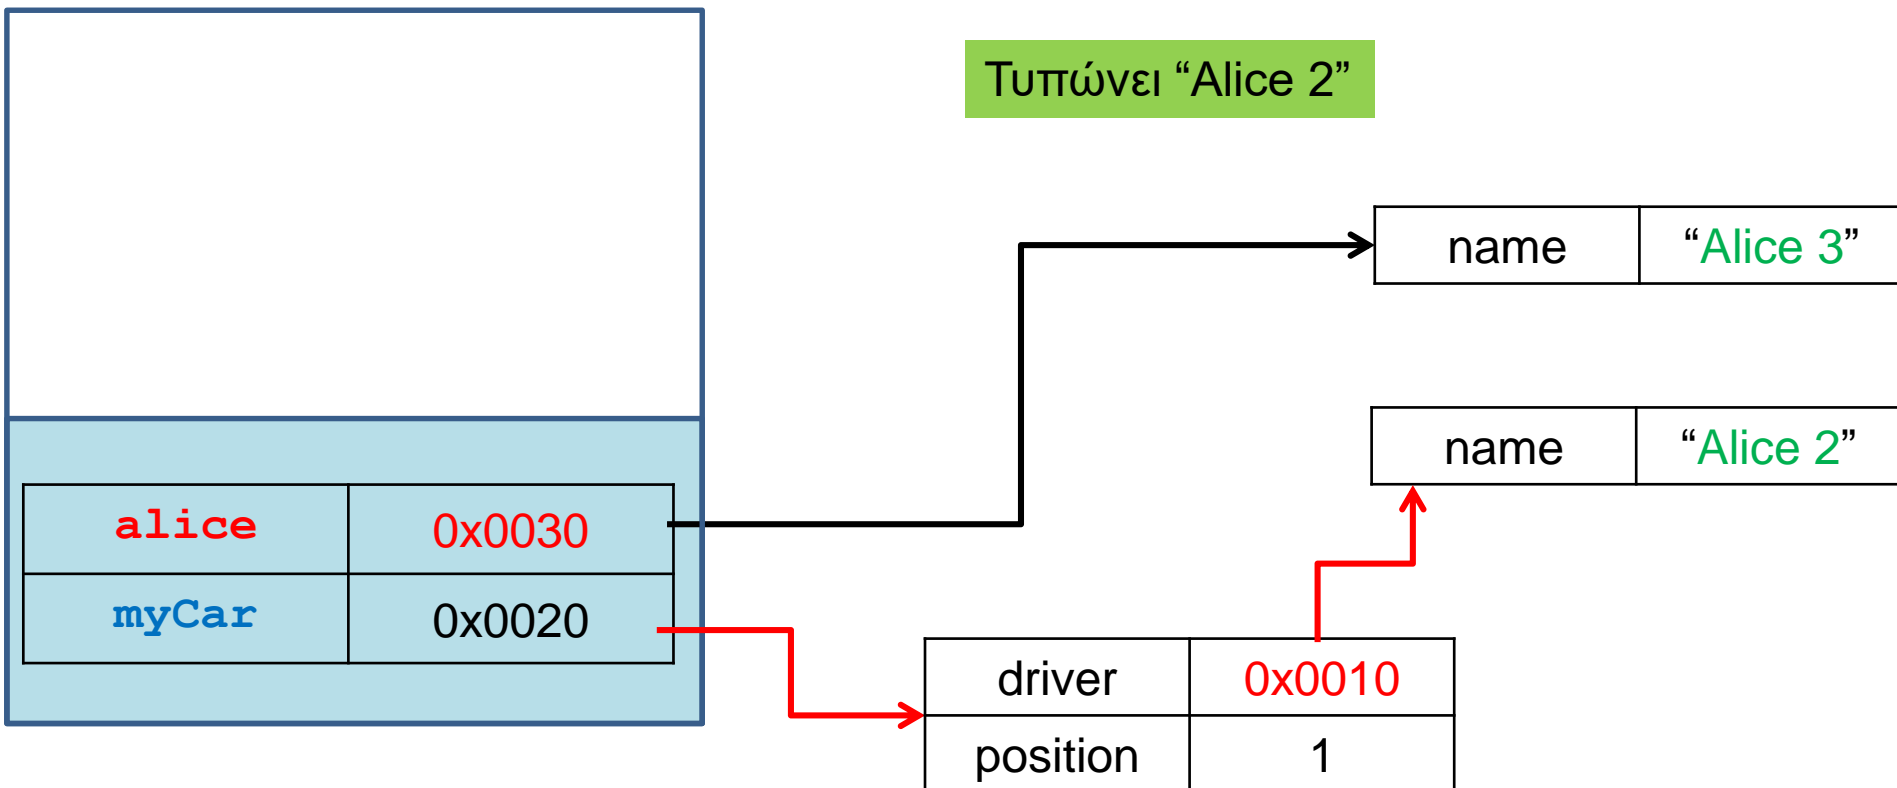 Τυπώνει “Alice 2”
name “Alice 3”
name “Alice 2”
alice 0x0030
myCar 0x0020
driver 0x0010
position 1